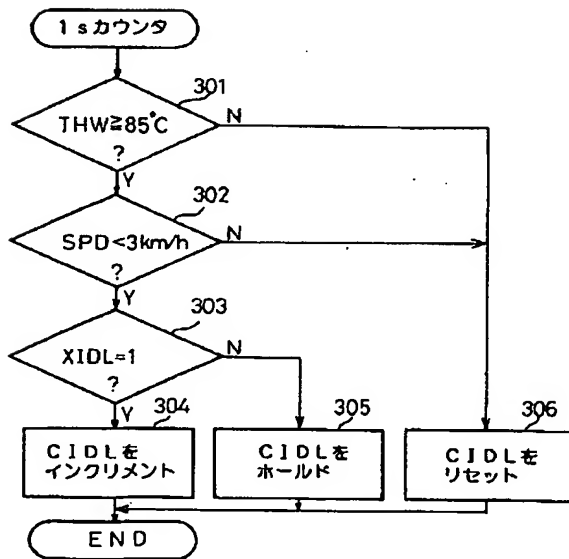 1sカウンタ
301
THW≧85℃
?
N
Y
302
SPD<3km/h
?
N
Y
303
XIDL=1
?
N
Y
304
CIDLを
インクリメント
305
CIDLを
ホールド
306
CIDLを
リセット
END